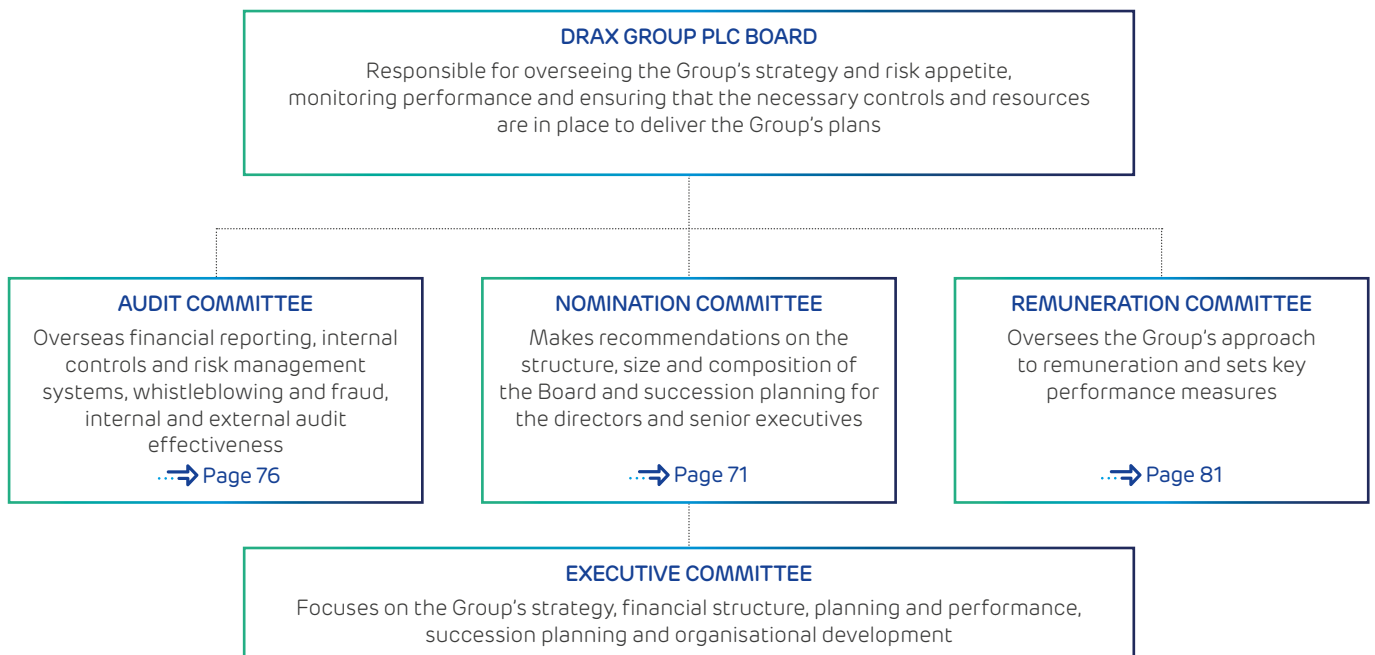 DRAX GROUP PLC BOARD
Responsible for overseeing the Group's strategy and risk appetite,
monitoring performance and ensuring that the necessary controls and resources
are in place to deliver the Group's plans
AUDIT COMMITTEE
Overseas financial reporting, internal
controls and risk management
systems, whistleblowing and fraud,
internal and external audit
effectiveness
Page 76
NOMINATION COMMITTEE
Makes recommendations on the
structure, size and composition of
the Board and succession planning for
the directors and senior executives
Page 71
REMUNERATION COMMITTEE
Oversees the Group's approach
to remuneration and sets key
performance measures
Page 81
EXECUTIVE COMMITTEE
Focuses on the Group's strategy, financial structure, planning and performance,
succession planning and organisational development